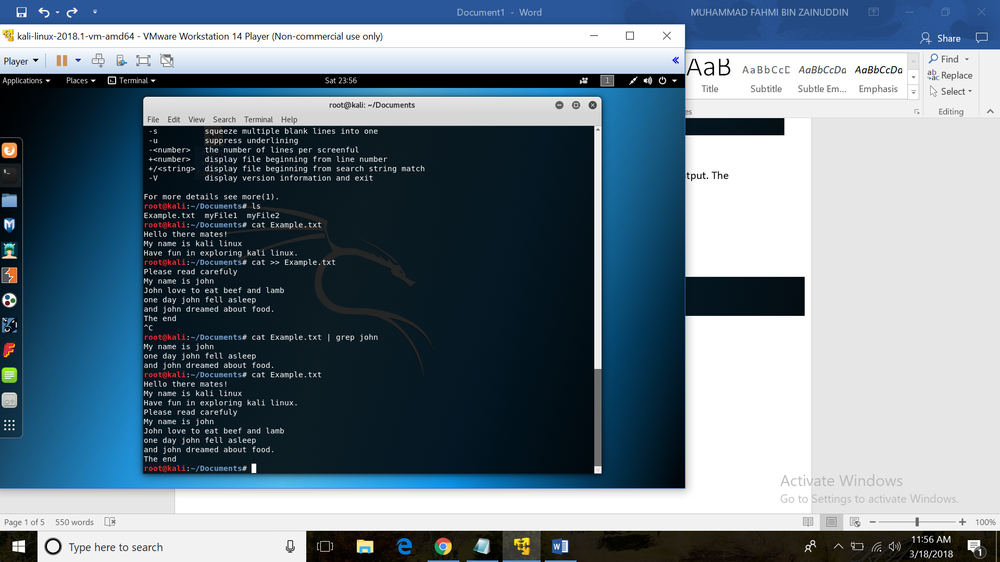 Document1 - Word
MUHAMMAD FAHMI BIN ZAINUDDIN
kali-linux-2018.1-vm-amd64 - VMware Workstation 14 Player (Non-commercial use only)
Share
Player
AaB AaBbCcD AaBbCcDa AaBbCcDa
Title Subtitle Subtle Em... Emphasis
Find
Replace
Select
Editing
Applications Places Terminal Sat 23:56 1
root@kali: ~/Documents
File Edit View Search Terminal Help
-s squeeze multiple blank lines into one
-u suppress underlining
-<number> the number of lines per screenful
+<number> display file beginning from line number
+/<string> display file beginning from search string match
-V display version information and exit
For more details see more(1).
root@kali:~/Documents# ls
Example.txt myFile1 myFile2
root@kali:~/Documents# cat Example.txt
Hello there mates!
My name is kali linux
Have fun in exploring kali linux.
root@kali:~/Documents# cat >> Example.txt
Please read carefuly
My name is john
John love to eat beef and lamb
one day john fell asleep
and john dreamed about food.
The end
^C
root@kali:~/Documents# cat Example.txt | grep john
My name is john
one day john fell asleep
and john dreamed about food.
root@kali:~/Documents# cat Example.txt
Hello there mates!
My name is kali linux
Have fun in exploring kali linux.
Please read carefuly
My name is john
John love to eat beef and lamb
one day john fell asleep
and john dreamed about food.
The end
root@kali:~/Documents#
tput. The
Activate Windows
Go to Settings to activate Windows.
Page 1 of 5 550 words 100%
Type here to search
11:56 AM
3/18/2018
1